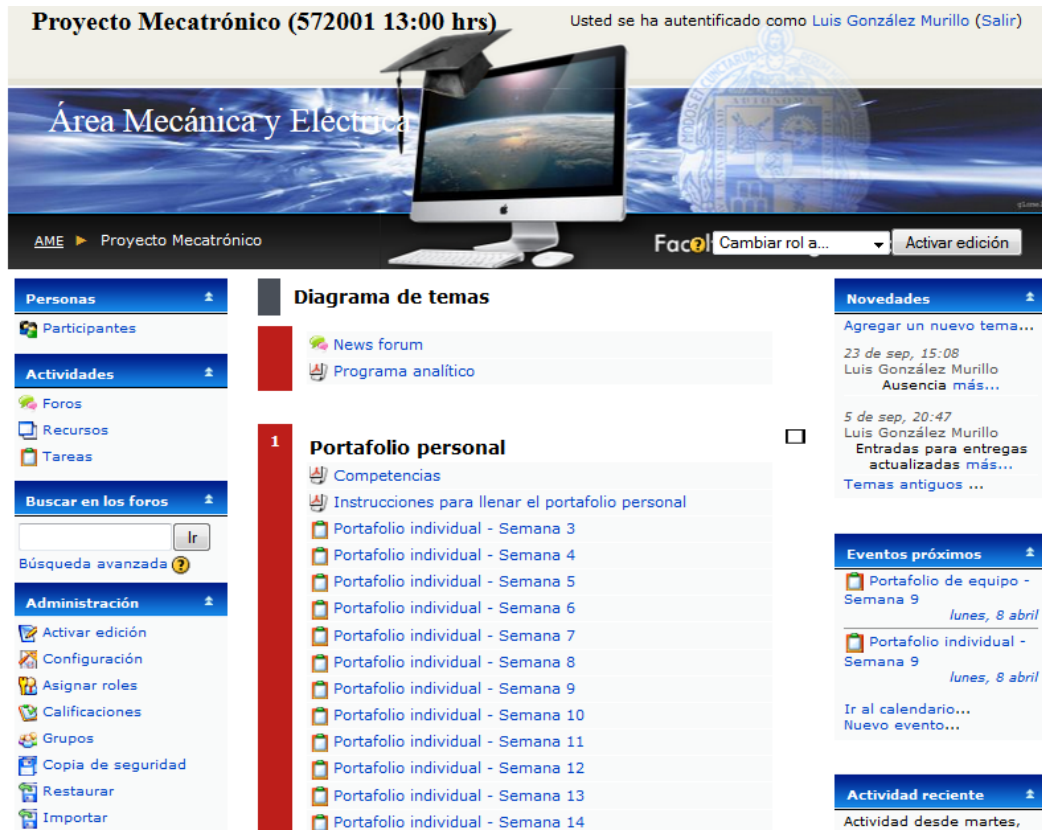 Proyecto Mecatrónico (572001 13:00 hrs)
Usted se ha autentificado como Luis González Murillo (Salir)
Área Mecánica y Eléctrica
AME ► Proyecto Mecatrónico
Cambiar rol a...
Activar edición
Personas
Participantes
Actividades
Foros
Recursos
Tareas
Buscar en los foros
Ir
Búsqueda avanzada
Administración
Activar edición
Configuración
Asignar roles
Calificaciones
Grupos
Copia de seguridad
Restaurar
Importar
Diagrama de temas
News forum
Programa analítico
1
Portafolio personal
Competencias
Instrucciones para llenar el portafolio personal
Portafolio individual - Semana 3
Portafolio individual - Semana 4
Portafolio individual - Semana 5
Portafolio individual - Semana 6
Portafolio individual - Semana 7
Portafolio individual - Semana 8
Portafolio individual - Semana 9
Portafolio individual - Semana 10
Portafolio individual - Semana 11
Portafolio individual - Semana 12
Portafolio individual - Semana 13
Portafolio individual - Semana 14
Novedades
Agregar un nuevo tema...
23 de sep, 15:08
Luis González Murillo
Ausencia más...
5 de sep, 20:47
Luis González Murillo
Entradas para entregas
actualizadas más...
Temas antiguos ...
Eventos próximos
Portafolio de equipo -
Semana 9
lunes, 8 abril
Portafolio individual -
Semana 9
lunes, 8 abril
Ir al calendario...
Nuevo evento...
Actividad reciente
Actividad desde martes,